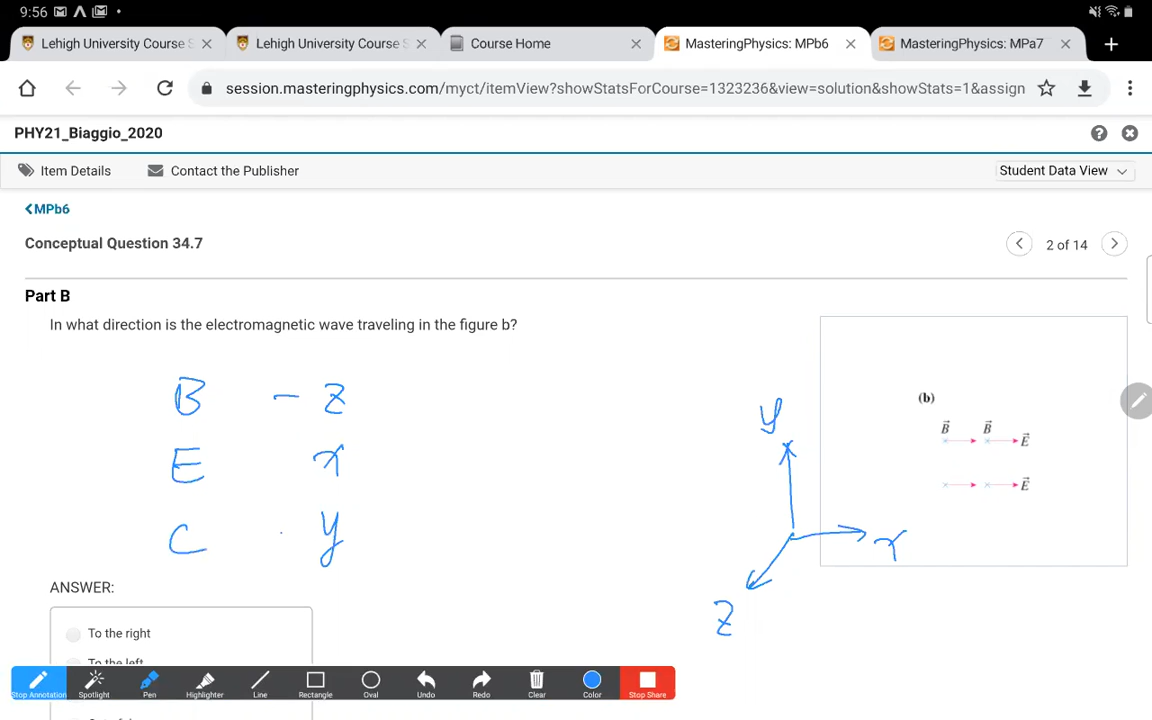 9:56
Lehigh University Course S
Lehigh University Course S
Course Home
MasteringPhysics: MPb6
MasteringPhysics: MPa7
session.masteringphysics.com/myct/itemView?showStatsForCourse=1323236&view=solution&showStats=1&assign
PHY21_Biaggio_2020
Item Details
Contact the Publisher
Student Data View
MPb6
Conceptual Question 34.7
2 of 14
Part B
In what direction is the electromagnetic wave traveling in the figure b?
B - z
E x
C y
y
x
z
(b)
B B
E
E
ANSWER:
To the right
To the left
Stop Annotation
Spotlight
Pen
Highlighter
Line
Rectangle
Oval
Undo
Redo
Clear
Color
Stop Share